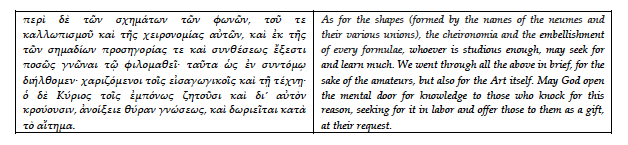 περὶ δὲ τῶν σχημάτων τῶν φωνῶν, τοῦ τε
καλλωπισμοῦ καὶ τῆς χειρονομίας αὐτῶν, καὶ ἐκ τῆς
τῶν σημαδίων προσηγορίας τε καὶ συνθέσεως ἔξεστι
ποσῶς γνῶναι τῷ φιλομαθεῖ· ταῦτα ὡς ἐν συντόμῳ
διήλθομεν· χαριζόμενοι τοῖς εἰσαγωγικοῖς καὶ τῇ τέχνῃ·
ὁ δὲ Κύριος τοῖς ἐμπόνως ζητοῦσι καὶ δι' αὐτὸν
κρούουσιν, ἀνοίξειε θύραν γνώσεως, καὶ δωριεῖται κατὰ
τὸ αἴτημα.
As for the shapes (formed by the names of the neumes and
their various unions), the cheironomia and the embellishment
of every formulae, whoever is studious enough, may seek for
and learn much. We went through all the above in brief, for the
sake of the amateurs, but also for the Art itself. May God open
the mental door for knowledge to those who knock for this
reason, seeking for it in labor and offer those to them as a gift,
at their request.